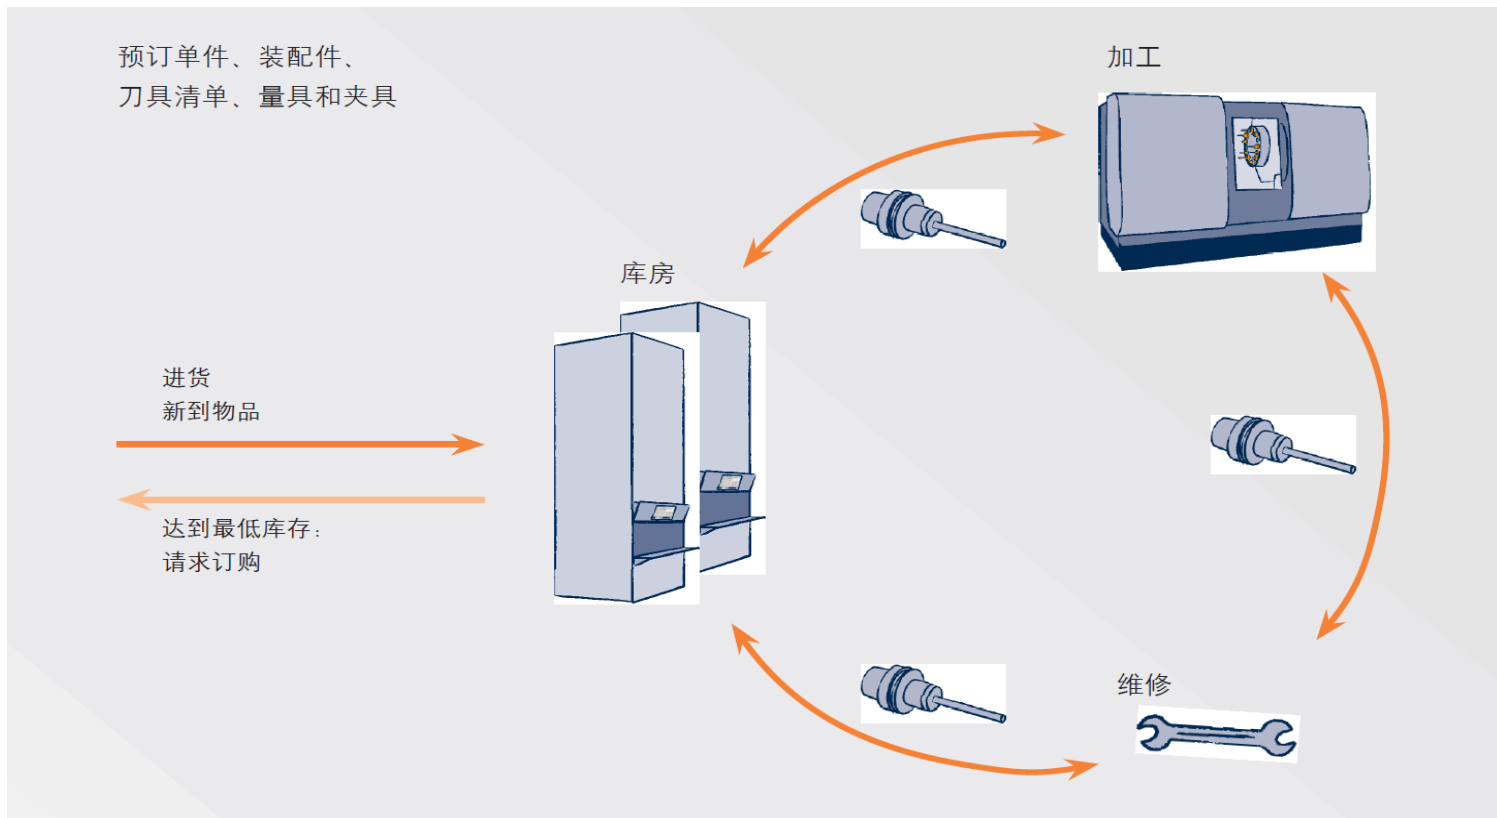 预订单件、装配件、
刀具清单、量具和夹具
加工
库房
进货
新到物品
达到最低库存：
请求订购
维修